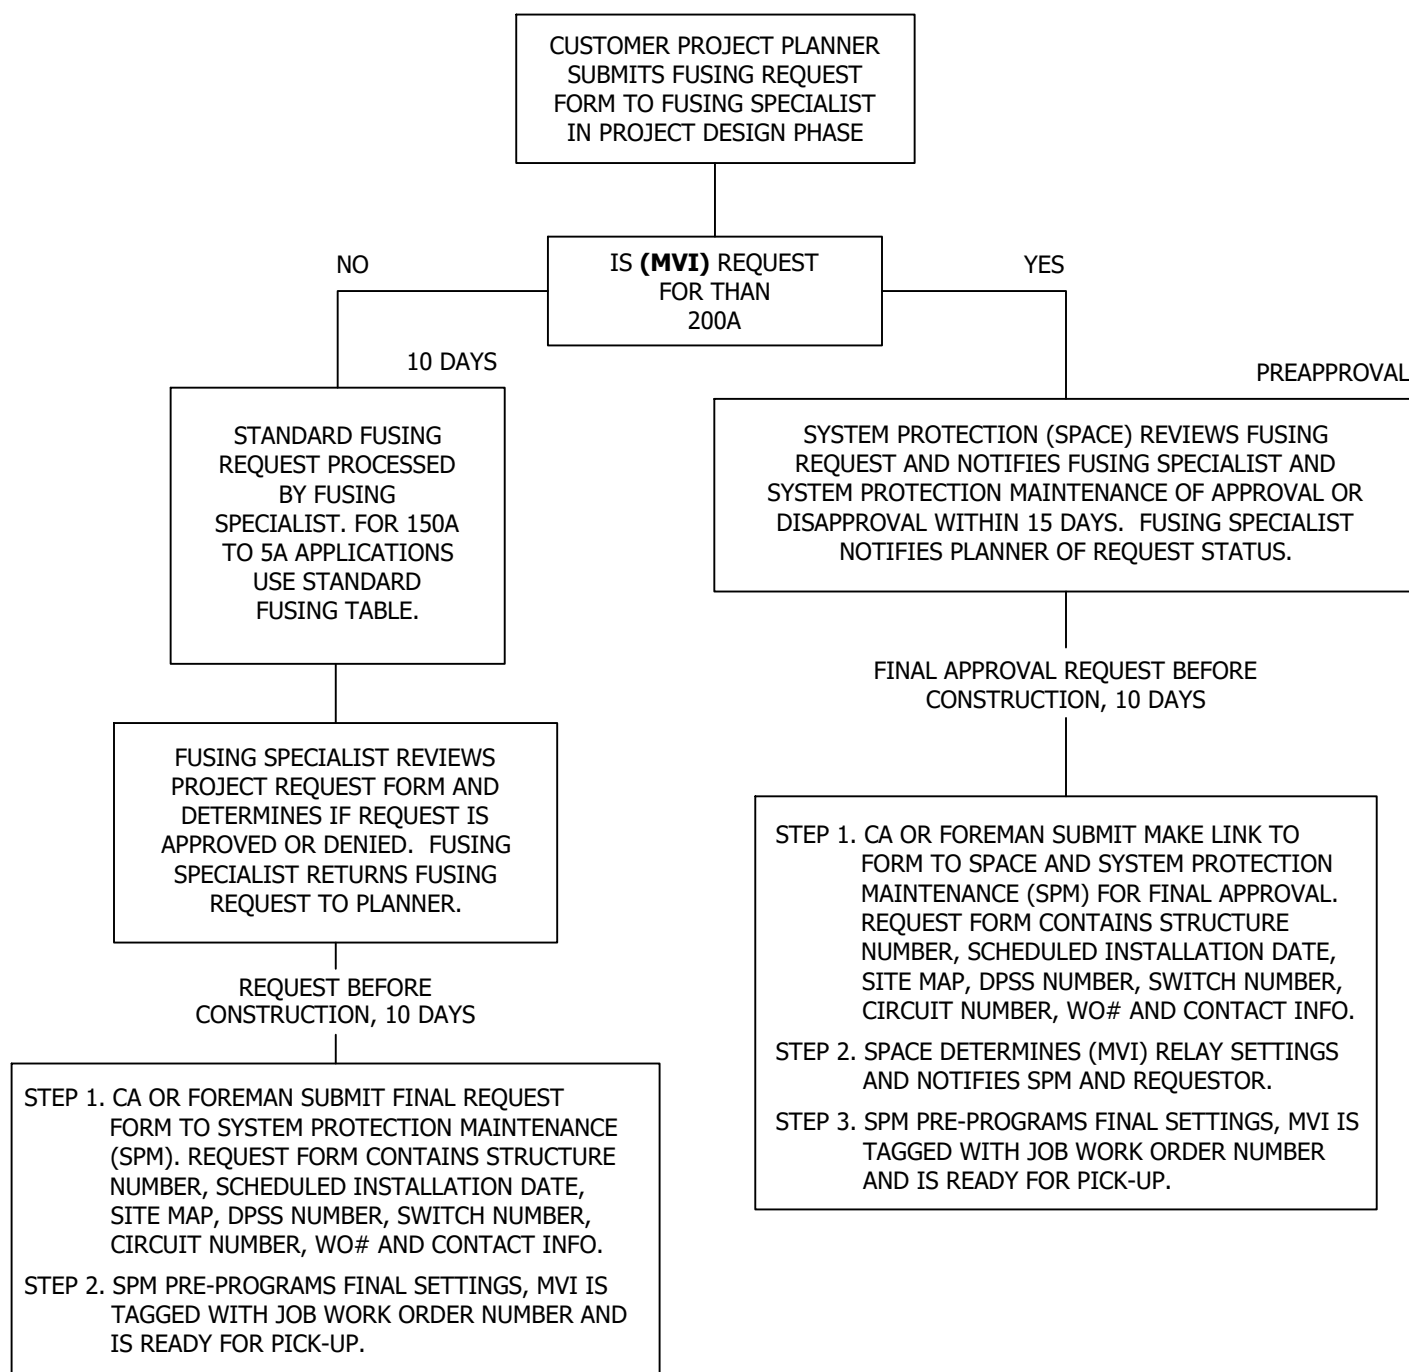 CUSTOMER PROJECT PLANNER
SUBMITS FUSING REQUEST
FORM TO FUSING SPECIALIST
IN PROJECT DESIGN PHASE
NO
IS (MVI) REQUEST
FOR THAN
200A
YES
10 DAYS
PREAPPROVAL
STANDARD FUSING
REQUEST PROCESSED
BY FUSING
SPECIALIST. FOR 150A
TO 5A APPLICATIONS
USE STANDARD
FUSING TABLE.
SYSTEM PROTECTION (SPACE) REVIEWS FUSING
REQUEST AND NOTIFIES FUSING SPECIALIST AND
SYSTEM PROTECTION MAINTENANCE OF APPROVAL OR
DISAPPROVAL WITHIN 15 DAYS. FUSING SPECIALIST
NOTIFIES PLANNER OF REQUEST STATUS.
FUSING SPECIALIST REVIEWS
PROJECT REQUEST FORM AND
DETERMINES IF REQUEST IS
APPROVED OR DENIED. FUSING
SPECIALIST RETURNS FUSING
REQUEST TO PLANNER.
FINAL APPROVAL REQUEST BEFORE
CONSTRUCTION, 10 DAYS
REQUEST BEFORE
CONSTRUCTION, 10 DAYS
STEP 1. CA OR FOREMAN SUBMIT MAKE LINK TO
FORM TO SPACE AND SYSTEM PROTECTION
MAINTENANCE (SPM) FOR FINAL APPROVAL.
REQUEST FORM CONTAINS STRUCTURE
NUMBER, SCHEDULED INSTALLATION DATE,
SITE MAP, DPSS NUMBER, SWITCH NUMBER,
CIRCUIT NUMBER, WO# AND CONTACT INFO.
STEP 2. SPACE DETERMINES (MVI) RELAY SETTINGS
AND NOTIFIES SPM AND REQUESTOR.
STEP 3. SPM PRE-PROGRAMS FINAL SETTINGS, MVI IS
TAGGED WITH JOB WORK ORDER NUMBER
AND IS READY FOR PICK-UP.
STEP 1. CA OR FOREMAN SUBMIT FINAL REQUEST
FORM TO SYSTEM PROTECTION MAINTENANCE
(SPM). REQUEST FORM CONTAINS STRUCTURE
NUMBER, SCHEDULED INSTALLATION DATE,
SITE MAP, DPSS NUMBER, SWITCH NUMBER,
CIRCUIT NUMBER, WO# AND CONTACT INFO.
STEP 2. SPM PRE-PROGRAMS FINAL SETTINGS, MVI IS
TAGGED WITH JOB WORK ORDER NUMBER AND
IS READY FOR PICK-UP.